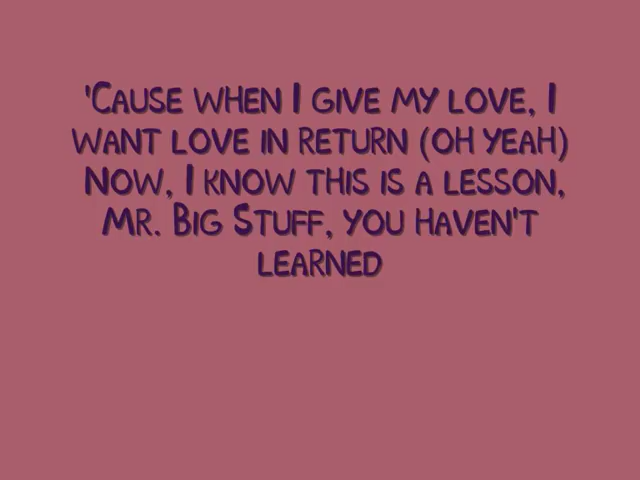 'Cause when I give my love, I
want love in return (oh yeah)
Now, I know this is a lesson,
Mr. Big Stuff, you haven't
learned